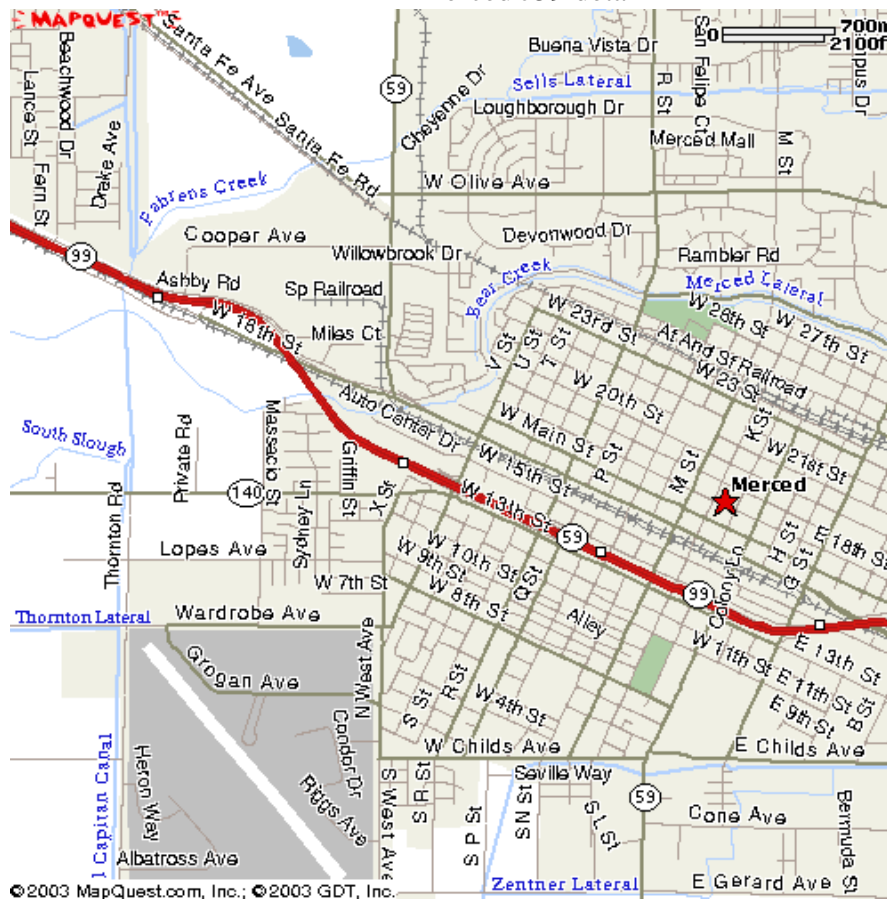 MAPQUEST
Santa Fe Ave
Santa Fe Rd
Beachwood Dr
Lance St
Fern St
Drake Ave
59
Cheyenne Dr
Buena Vista Dr
Sells Lateral
Loughborough Dr
R St
San Felipe Ct
0
700m
2100f
pus Dr
M St
Merced Mall
W Olive Ave
Fahrens Creek
Cooper Ave
Willowbrook Dr
Devonwood Dr
Rambler Rd
99
Ashby Rd
Sp Railroad
Bear Creek
Merced Lateral
W 16th St
Miles Ct
W 23rd St
W 26th St
W 27th St
At And Sf Railroad
V St
U St
T St
W 23 St
W 20th St
Auto Center Dr
W Main St
K St
W 21st St
South Slough
Private Rd
Massacio St
Griffin St
W 15th St
P St
M St
Merced
140
X St
W 13th St
59
Thornton Rd
Sydney Ln
Lopes Ave
W 10th St
W 9th St
H St
G St
E 18th St
Colony Ln
W 7th St
W 8th St
Q St
99
Alley
Thornton Lateral
Wardrobe Ave
W 11th St
E 13th St
E 11th St
E 9th St
B St
Grogan Ave
N West Ave
S St
R St
W 4th St
W Childs Ave
E Childs Ave
l Capitan Canal
Heron Way
Condor Dr
Riggs Ave
S West Ave
S R St
S P St
S N St
Seville Way
S L St
59
Cone Ave
Bermuda St
Albatross Ave
Zentner Lateral
E Gerard Ave
©2003 MapQuest.com, Inc.; ©2003 GDT, Inc.